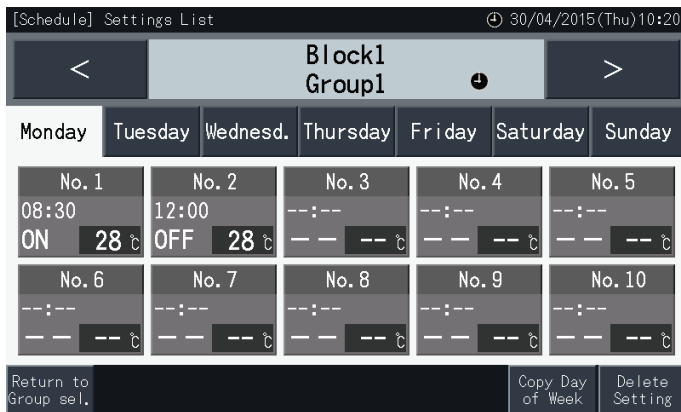 [Schedule] Settings List 30/04/2015(Thu)10:20
< Block1 >
Group1
Monday Tuesday Wednesd. Thursday Friday Saturday Sunday
No.1 No.2 No.3 No.4 No.5
08:30 12:00 --:-- --:-- --:--
ON 28℃ OFF 28℃ -- --℃ -- --℃ -- --℃
No.6 No.7 No.8 No.9 No.10
--:-- --:-- --:-- --:-- --:--
-- --℃ -- --℃ -- --℃ -- --℃ -- --℃
Return to Copy Day Delete
Group sel. of Week Setting